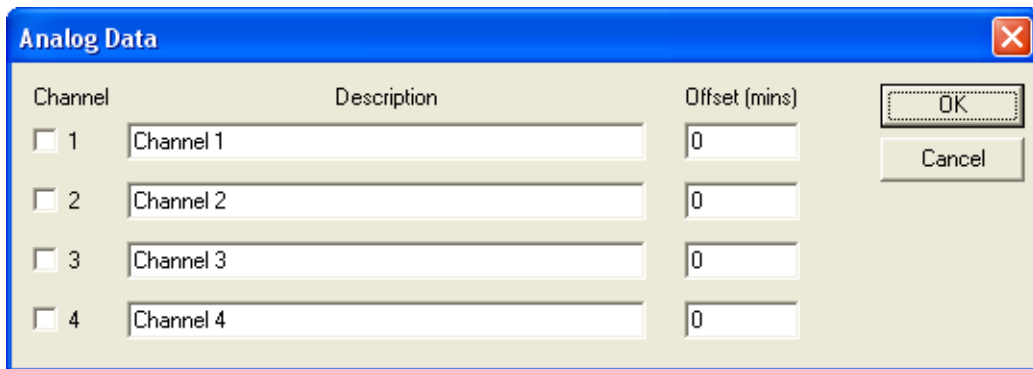 Analog Data
Channel Description Offset (mins) OK
1 Channel 1 0
Cancel
2 Channel 2 0
3 Channel 3 0
4 Channel 4 0